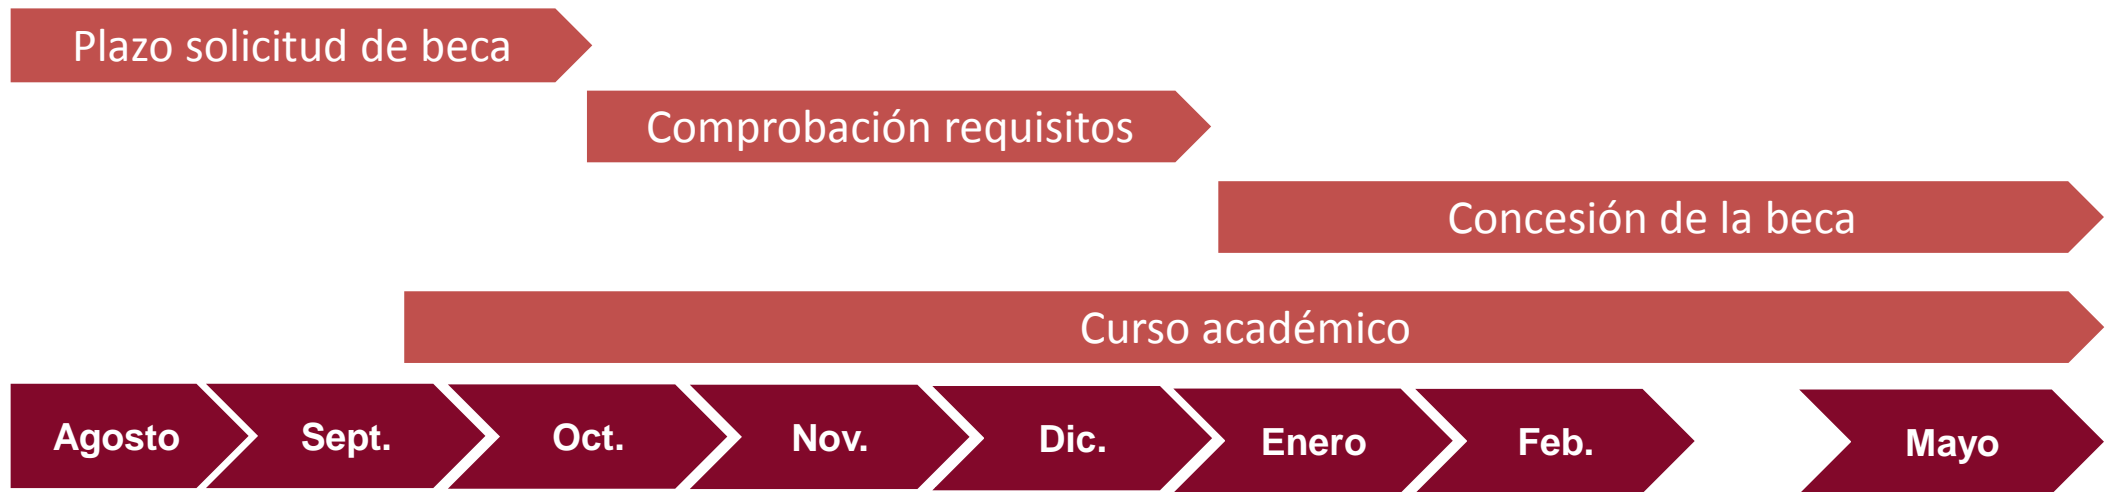 Plazo solicitud de beca
Comprobación requisitos
Concesión de la beca
Curso académico
Agosto Sept. Oct. Nov. Dic. Enero Feb. Mayo